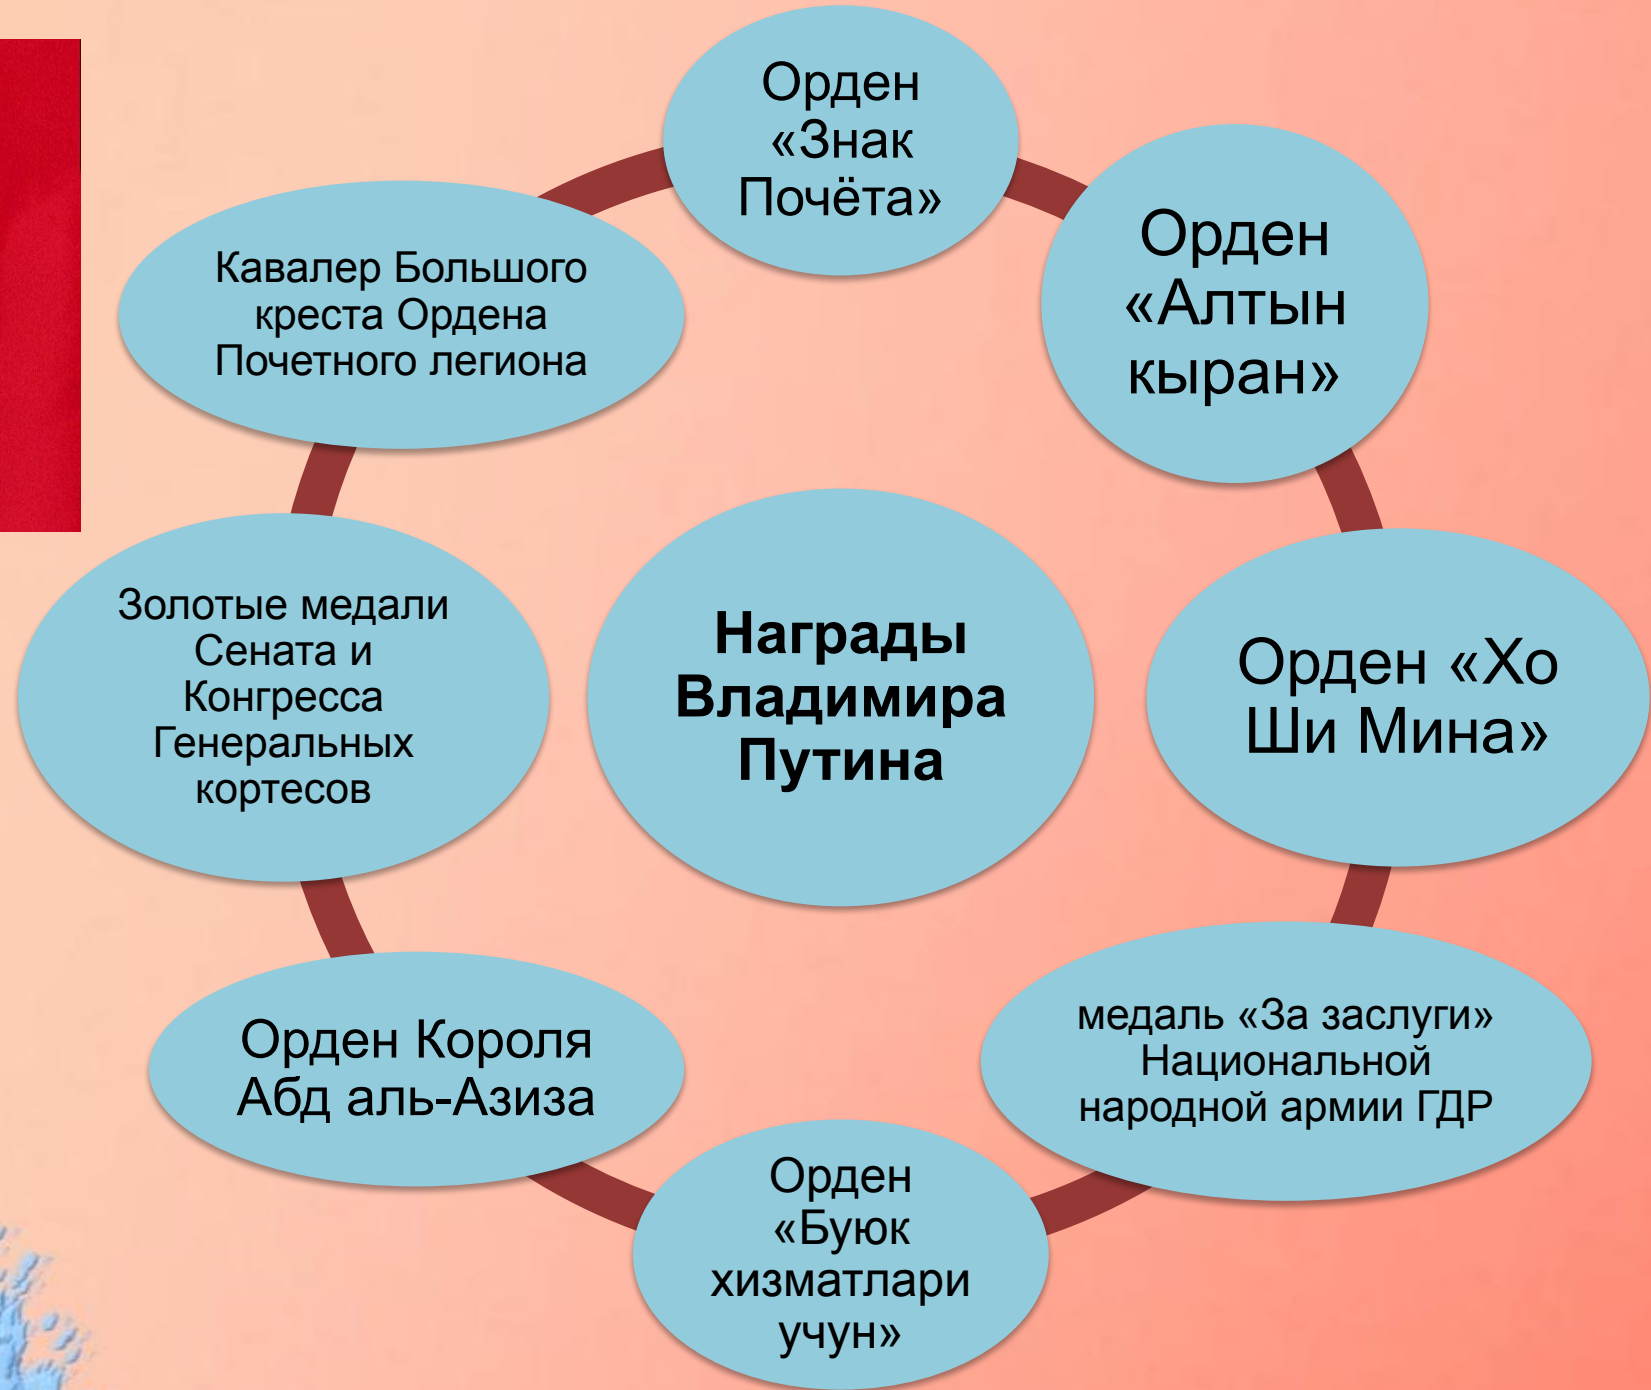 Орден
«Знак
Почёта»
Орден
«Алтын
кыран»
Орден «Хо
Ши Мина»
медаль «За заслуги»
Национальной
народной армии ГДР
Орден
«Буюк
хизматлари
учун»
Орден Короля
Абд аль-Азиза
Золотые медали
Сената и
Конгресса
Генеральных
кортесов
Кавалер Большого
креста Ордена
Почетного легиона
Награды
Владимира
Путина